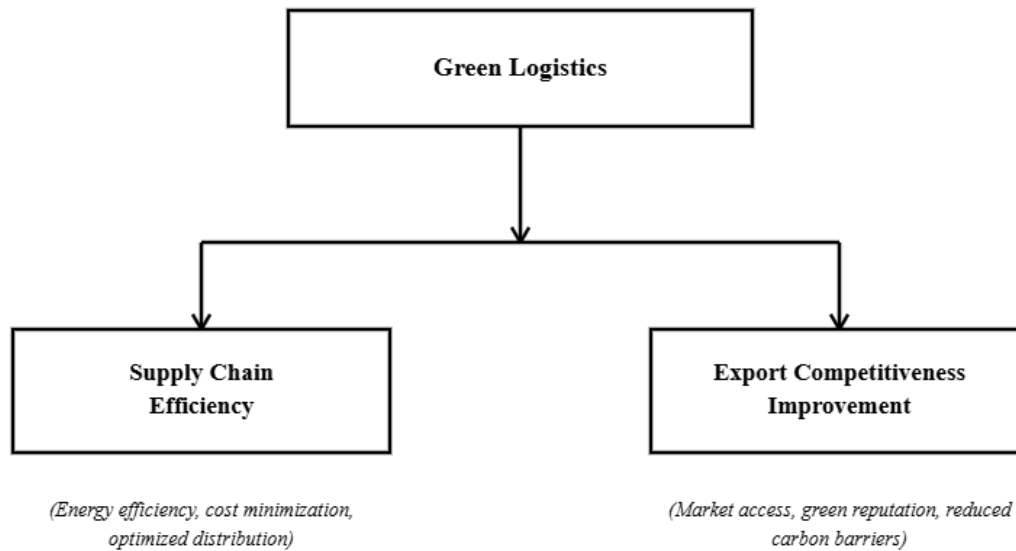 Green Logistics
Supply Chain
Efficiency
Export Competitiveness
Improvement
(Energy efficiency, cost minimization,
optimized distribution)
(Market access, green reputation, reduced
carbon barriers)